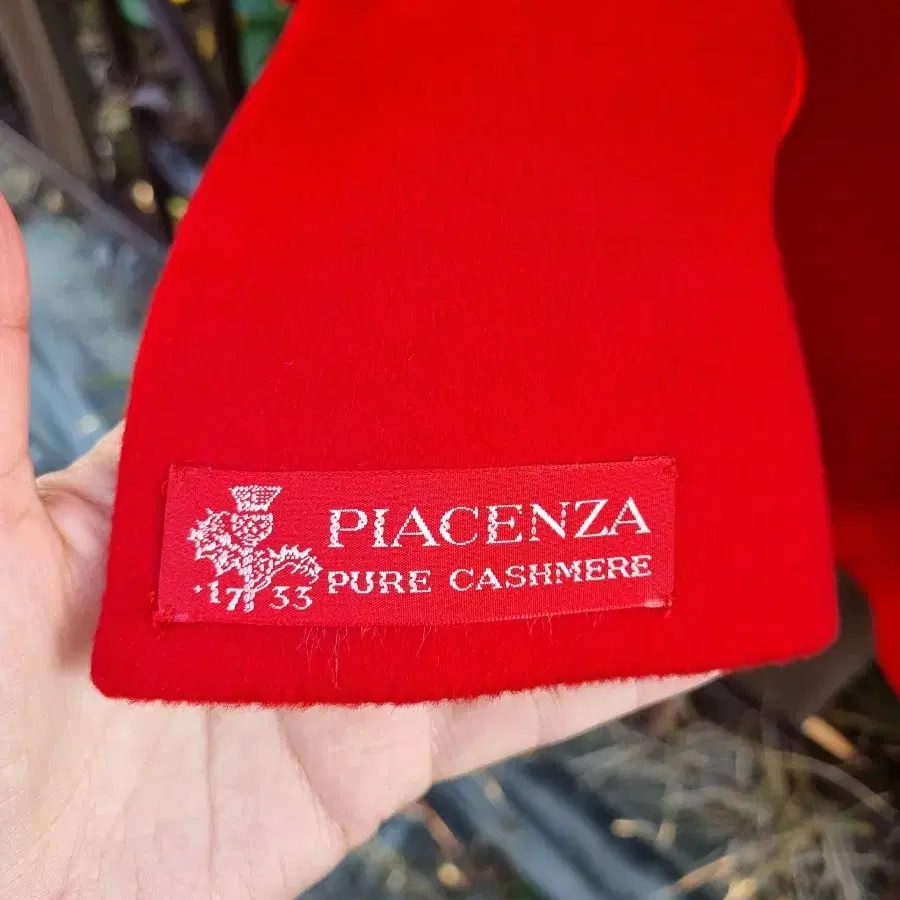 PIACENZA
PURE CASHMERE
·1733